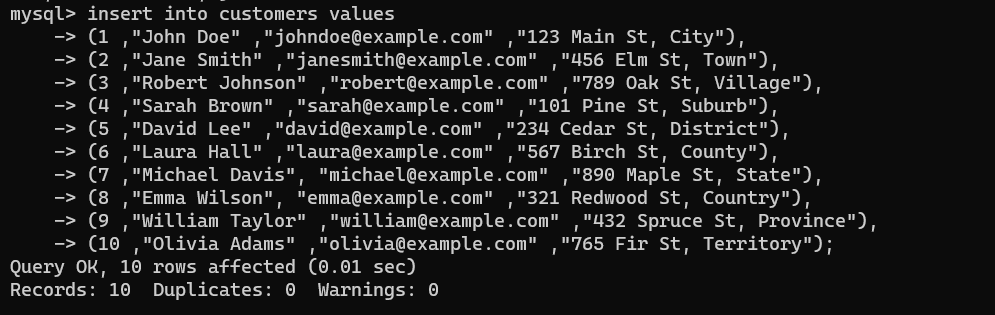 mysql> insert into customers values
    -> (1 ,"John Doe" ,"johndoe@example.com" ,"123 Main St, City"),
    -> (2 ,"Jane Smith" ,"janesmith@example.com" ,"456 Elm St, Town"),
    -> (3 ,"Robert Johnson" ,"robert@example.com" ,"789 Oak St, Village"),
    -> (4 ,"Sarah Brown" ,"sarah@example.com" ,"101 Pine St, Suburb"),
    -> (5 ,"David Lee" ,"david@example.com" ,"234 Cedar St, District"),
    -> (6 ,"Laura Hall" ,"laura@example.com" ,"567 Birch St, County"),
    -> (7 ,"Michael Davis", "michael@example.com" ,"890 Maple St, State"),
    -> (8 ,"Emma Wilson", "emma@example.com" ,"321 Redwood St, Country"),
    -> (9 ,"William Taylor" ,"william@example.com" ,"432 Spruce St, Province"),
    -> (10 ,"Olivia Adams" ,"olivia@example.com" ,"765 Fir St, Territory");
Query OK, 10 rows affected (0.01 sec)
Records: 10  Duplicates: 0  Warnings: 0